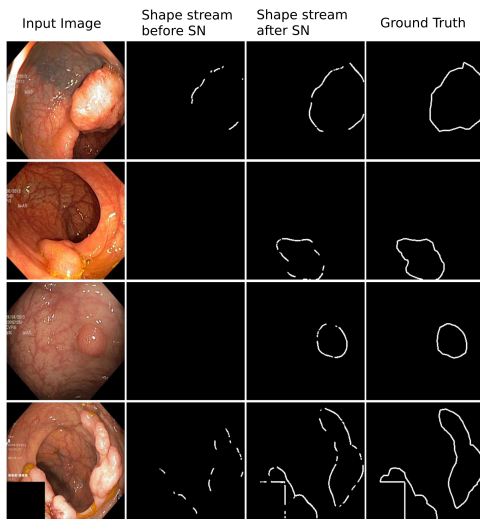 Input Image
Shape stream
before SN
Shape stream
after SN
Ground Truth